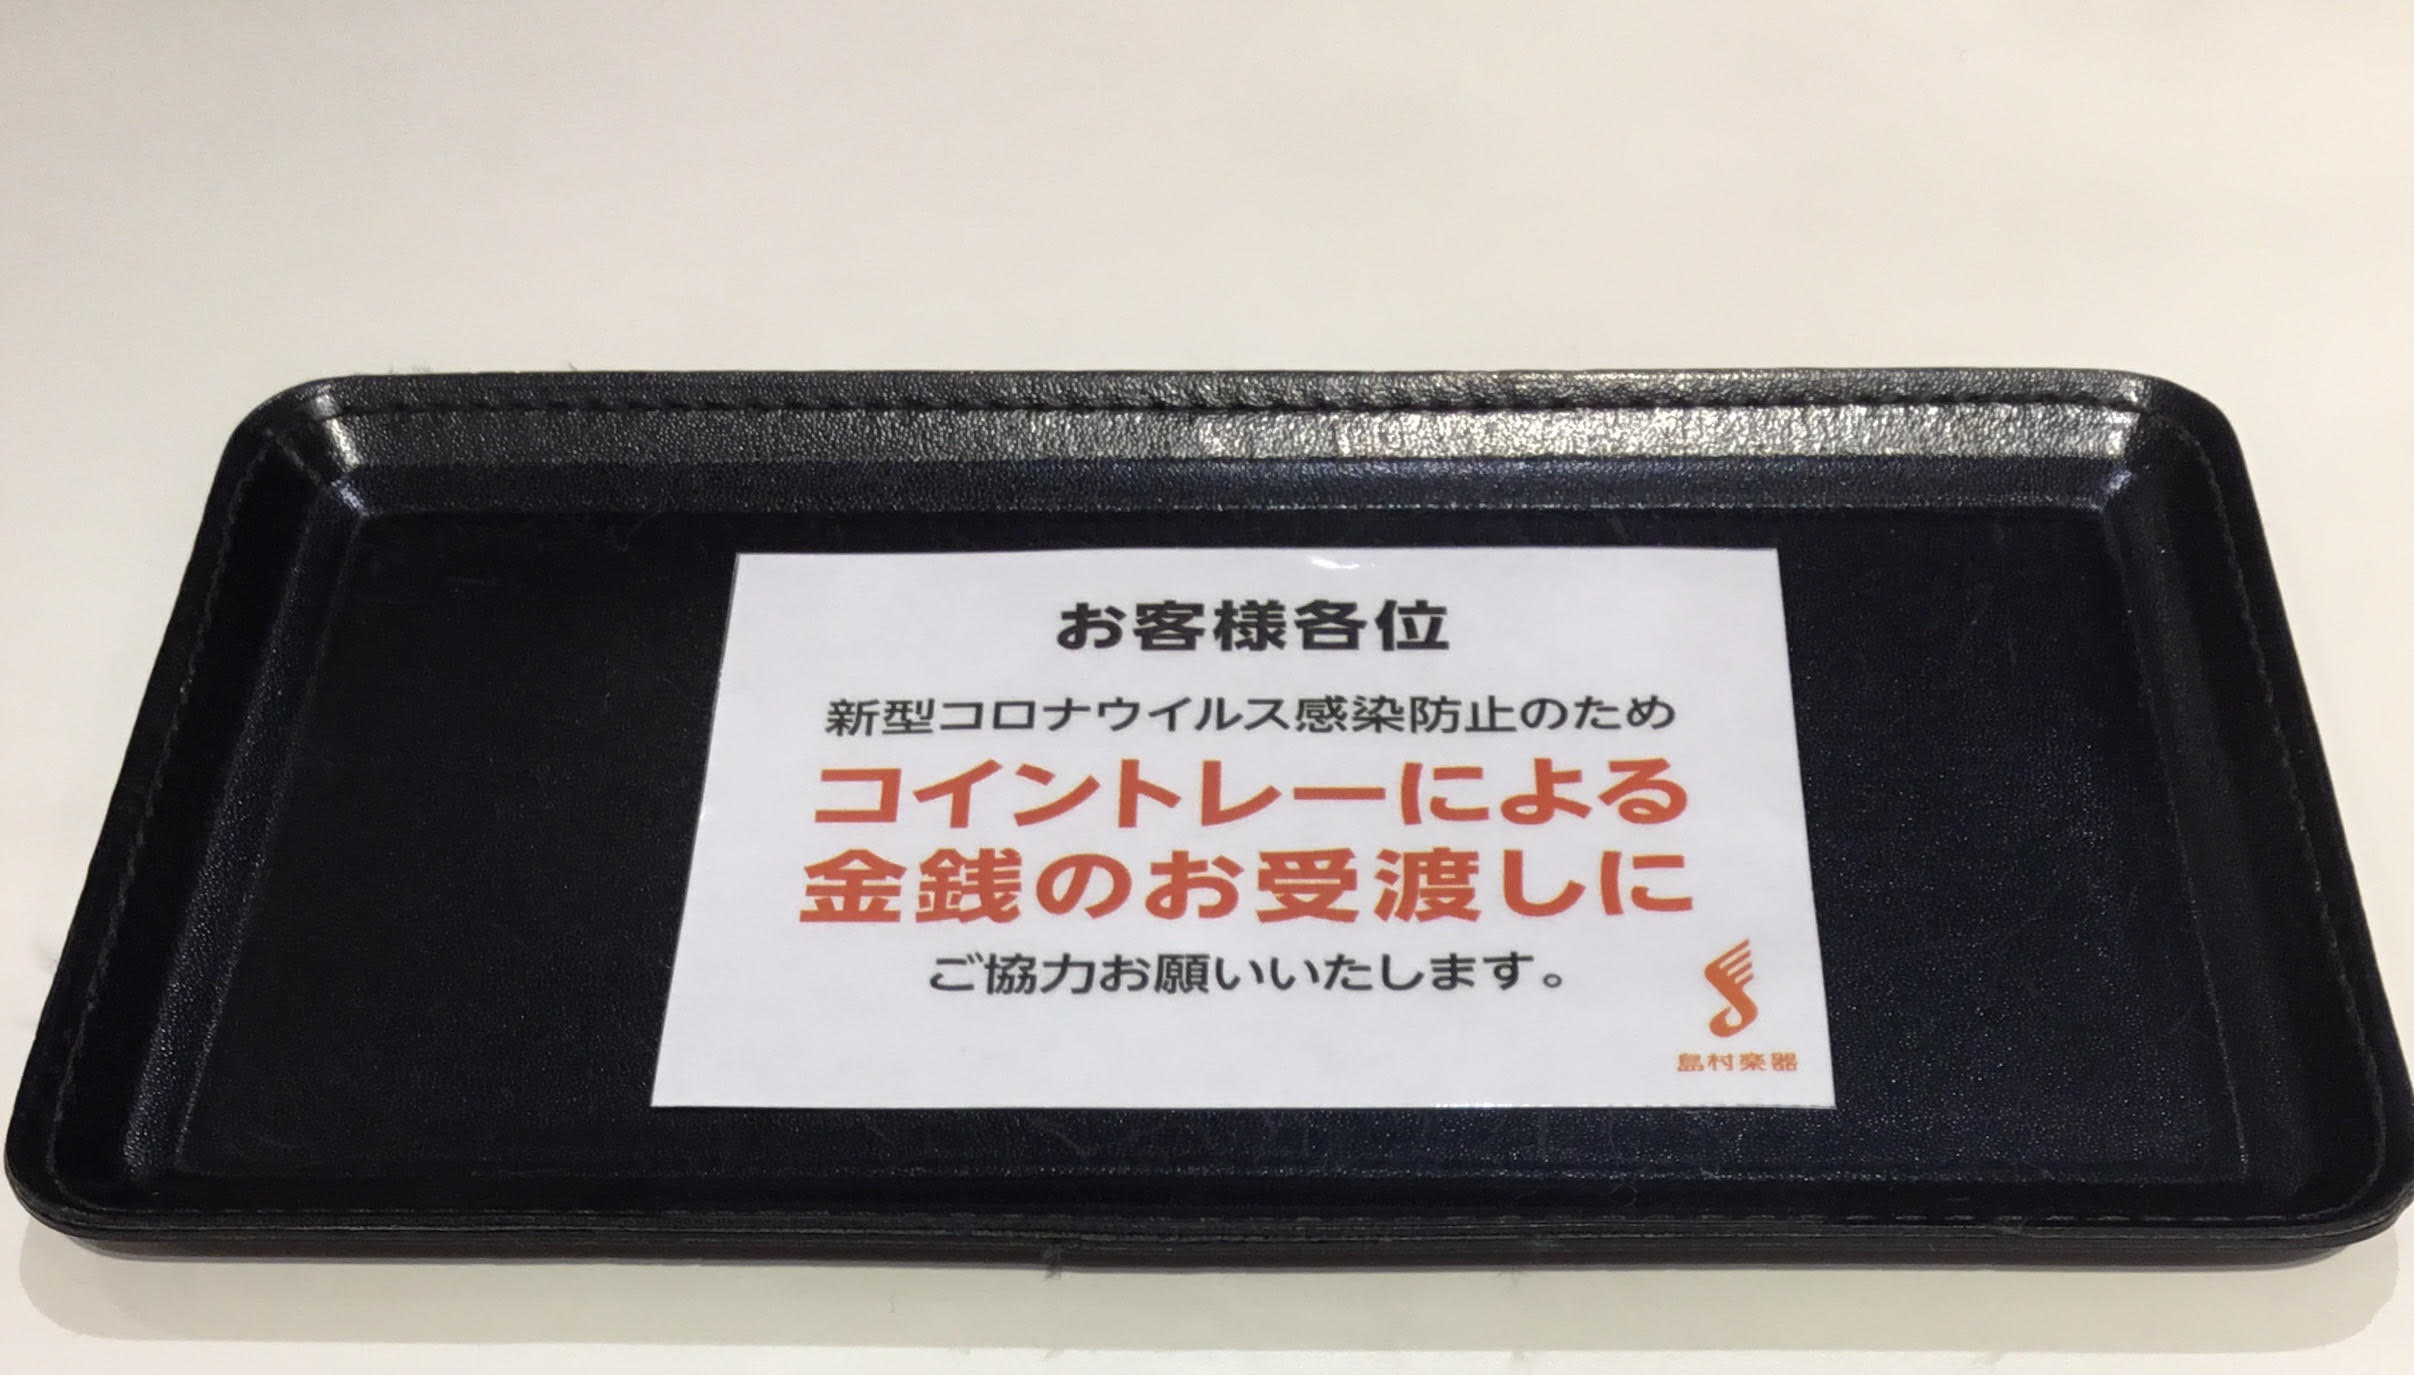 お客様各位
新型コロナウイルス感染防止のため
コイントレーによる
金銭のお受渡しに
ご協力お願いいたします。
島村楽器